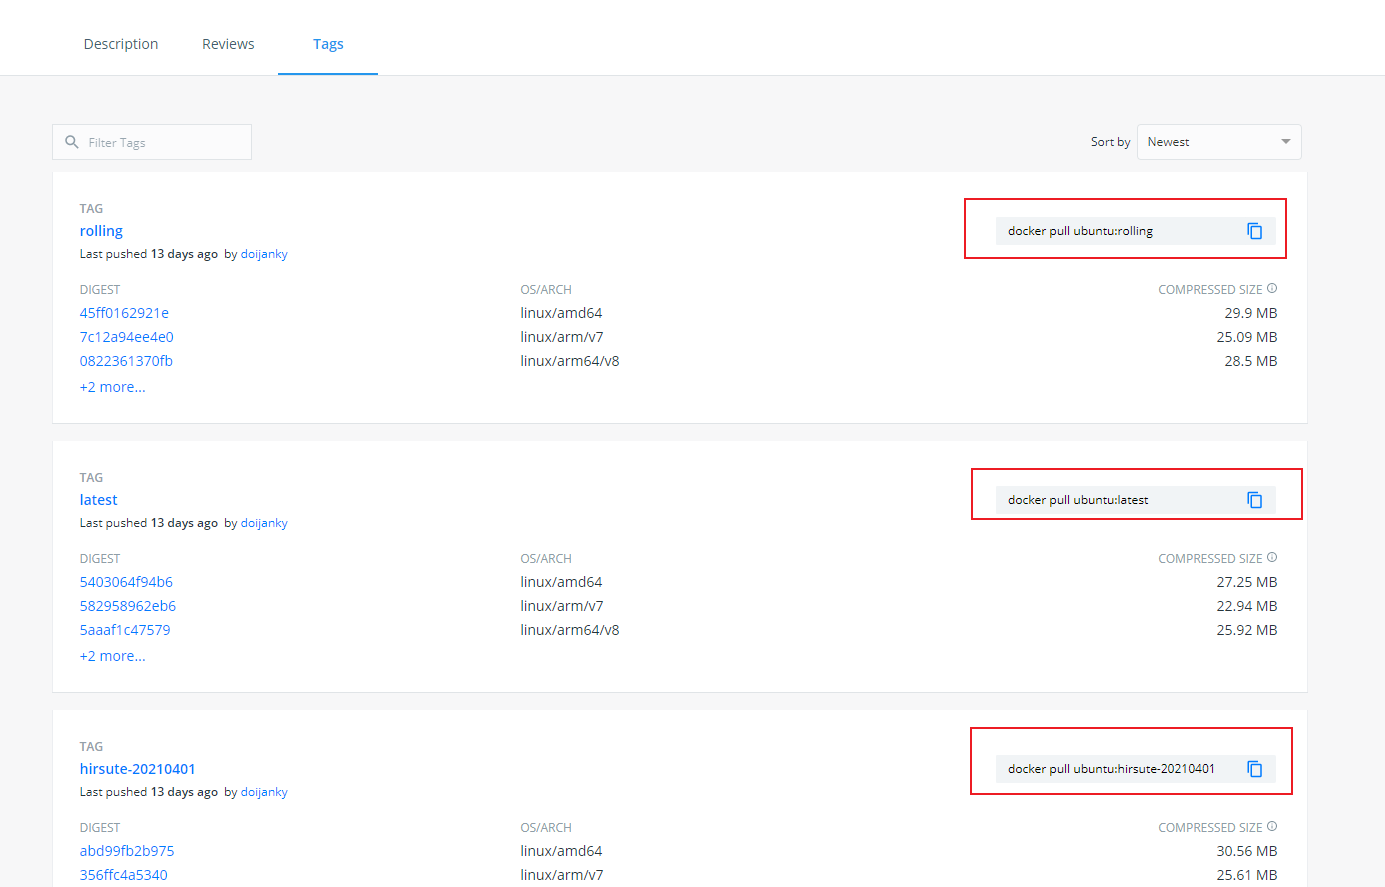 Description Reviews Tags
Filter Tags Sort by Newest
TAG
rolling docker pull ubuntu:rolling
Last pushed 13 days ago by doijanky
DIGEST OS/ARCH COMPRESSED SIZE
45ff0162921e linux/amd64 29.9 MB
7c12a94ee4e0 linux/arm/v7 25.09 MB
0822361370fb linux/arm64/v8 28.5 MB
+2 more...
TAG
latest docker pull ubuntu:latest
Last pushed 13 days ago by doijanky
DIGEST OS/ARCH COMPRESSED SIZE
5403064f94b6 linux/amd64 27.25 MB
582958962eb6 linux/arm/v7 22.94 MB
5aaaf1c47579 linux/arm64/v8 25.92 MB
+2 more...
TAG
hirsute-20210401 docker pull ubuntu:hirsute-20210401
Last pushed 13 days ago by doijanky
DIGEST OS/ARCH COMPRESSED SIZE
abd99fb2b975 linux/amd64 30.56 MB
356ffc4a5340 linux/arm/v7 25.61 MB